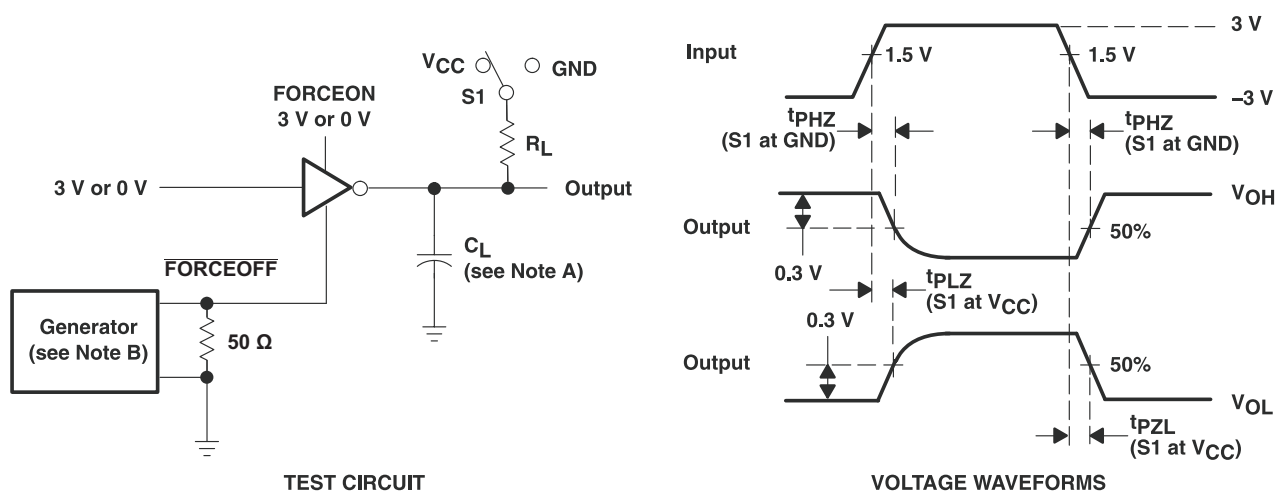 VCC
GND
S1
FORCEON
3 V or 0 V
RL
3 V or 0 V
Output
CL
(see Note A)
FORCEOFF
Generator
(see Note B)
50 Ω
TEST CIRCUIT
Input
3 V
1.5 V
1.5 V
–3 V
tPHZ
(S1 at GND)
tPHZ
(S1 at GND)
VOH
Output
50%
0.3 V
tPLZ
(S1 at VCC)
0.3 V
Output
50%
VOL
tPZL
(S1 at VCC)
VOLTAGE WAVEFORMS